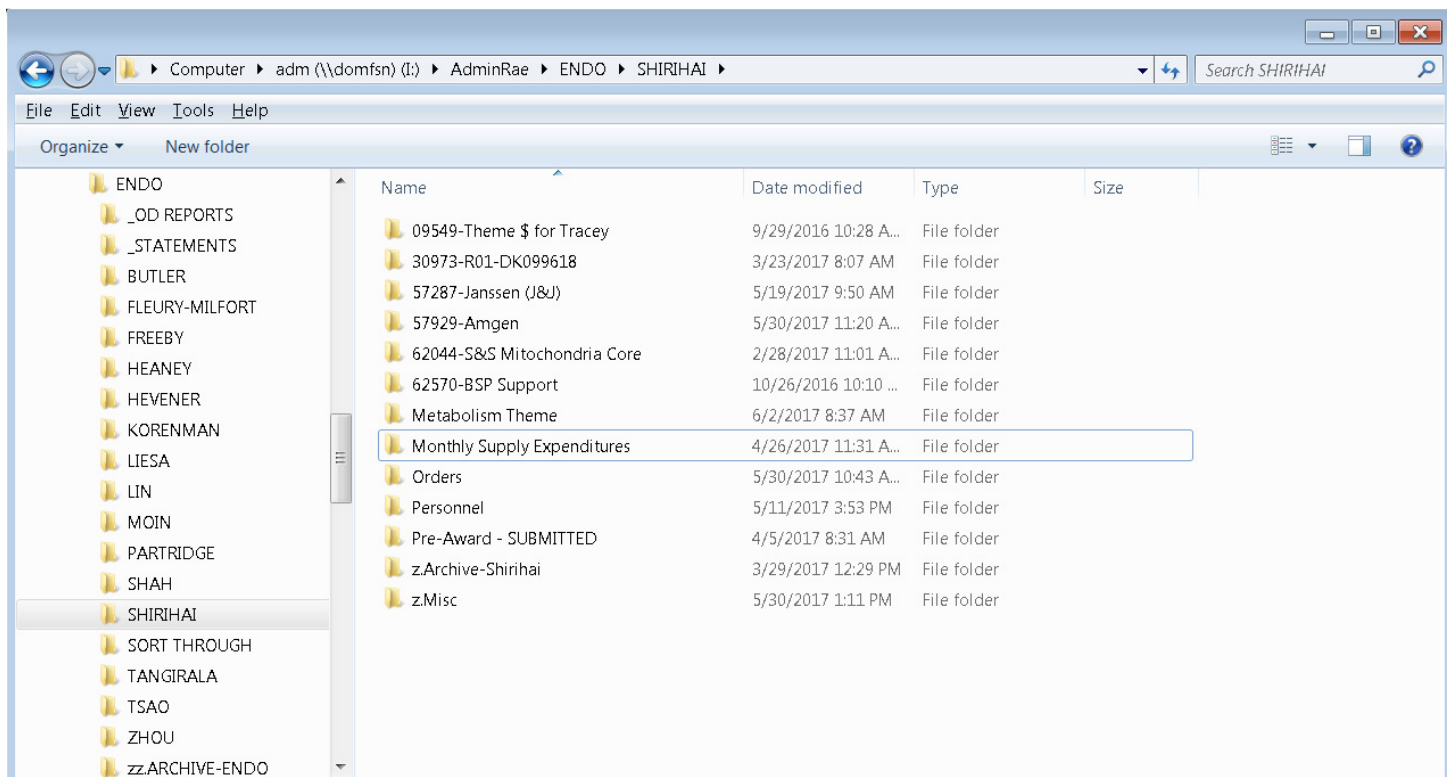 Computer ▸ adm (\\domfsn) (I:) ▸ AdminRae ▸ ENDO ▸ SHIRIHAI ▸ Search SHIRIHAI
File Edit View Tools Help
Organize New folder
ENDO
_OD REPORTS
_STATEMENTS
BUTLER
FLEURY-MILFORT
FREEBY
HEANEY
HEVENER
KORENMAN
LIESA
LIN
MOIN
PARTRIDGE
SHAH
SHIRIHAI
SORT THROUGH
TANGIRALA
TSAO
ZHOU
zz.ARCHIVE-ENDO
Name Date modified Type Size
09549-Theme $ for Tracey 9/29/2016 10:28 A... File folder
30973-R01-DK099618 3/23/2017 8:07 AM File folder
57287-Janssen (J&J) 5/19/2017 9:50 AM File folder
57929-Amgen 5/30/2017 11:20 A... File folder
62044-S&S Mitochondria Core 2/28/2017 11:01 A... File folder
62570-BSP Support 10/26/2016 10:10 ... File folder
Metabolism Theme 6/2/2017 8:37 AM File folder
Monthly Supply Expenditures 4/26/2017 11:31 A... File folder
Orders 5/30/2017 10:43 A... File folder
Personnel 5/11/2017 3:53 PM File folder
Pre-Award - SUBMITTED 4/5/2017 8:31 AM File folder
z.Archive-Shirihai 3/29/2017 12:29 PM File folder
z.Misc 5/30/2017 1:11 PM File folder